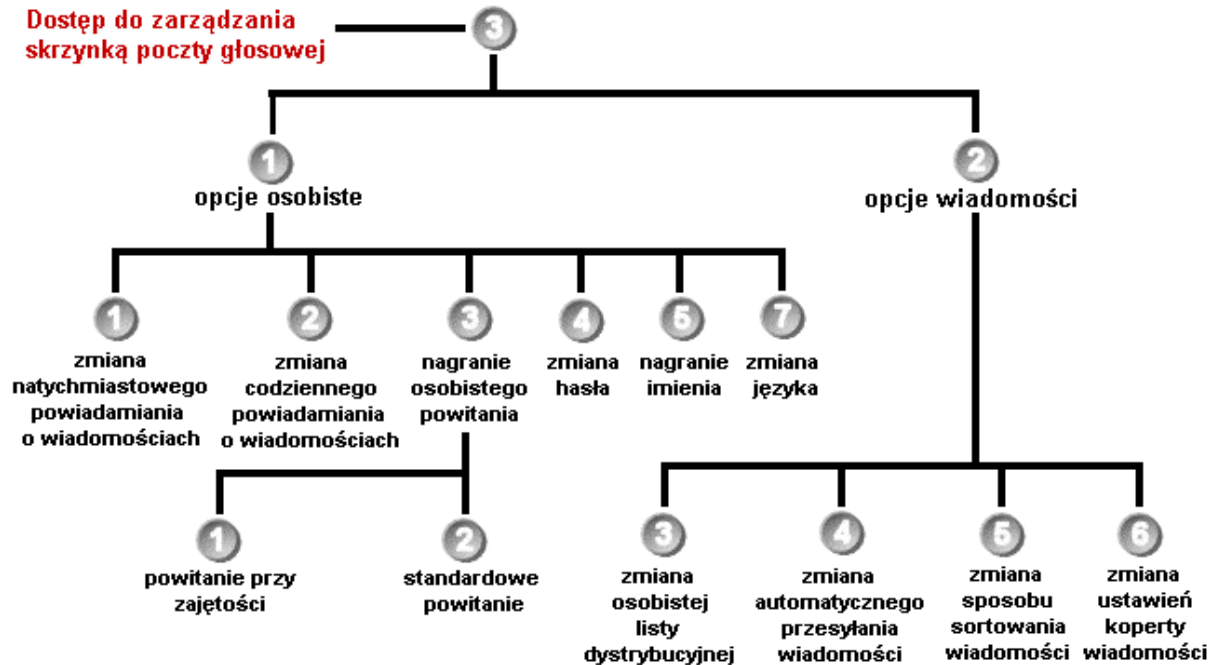 Dostęp do zarządzania
skrzynką poczty głosowej
3
1
opcje osobiste
2
opcje wiadomości
1
zmiana
natychmiastowego
powiadamiania
o wiadomościach
2
zmiana
codziennego
powiadamiania
o wiadomościach
3
nagranie
osobistego
powitania
4
zmiana
hasła
5
nagranie
imienia
7
zmiana
języka
1
powitanie przy
zajętości
2
standardowe
powitanie
3
zmiana
osobistej
listy
dystrybucyjnej
4
zmiana
automatycznego
przesyłania
wiadomości
5
zmiana
sposobu
sortowania
wiadomości
6
zmiana
ustawień
koperty
wiadomości